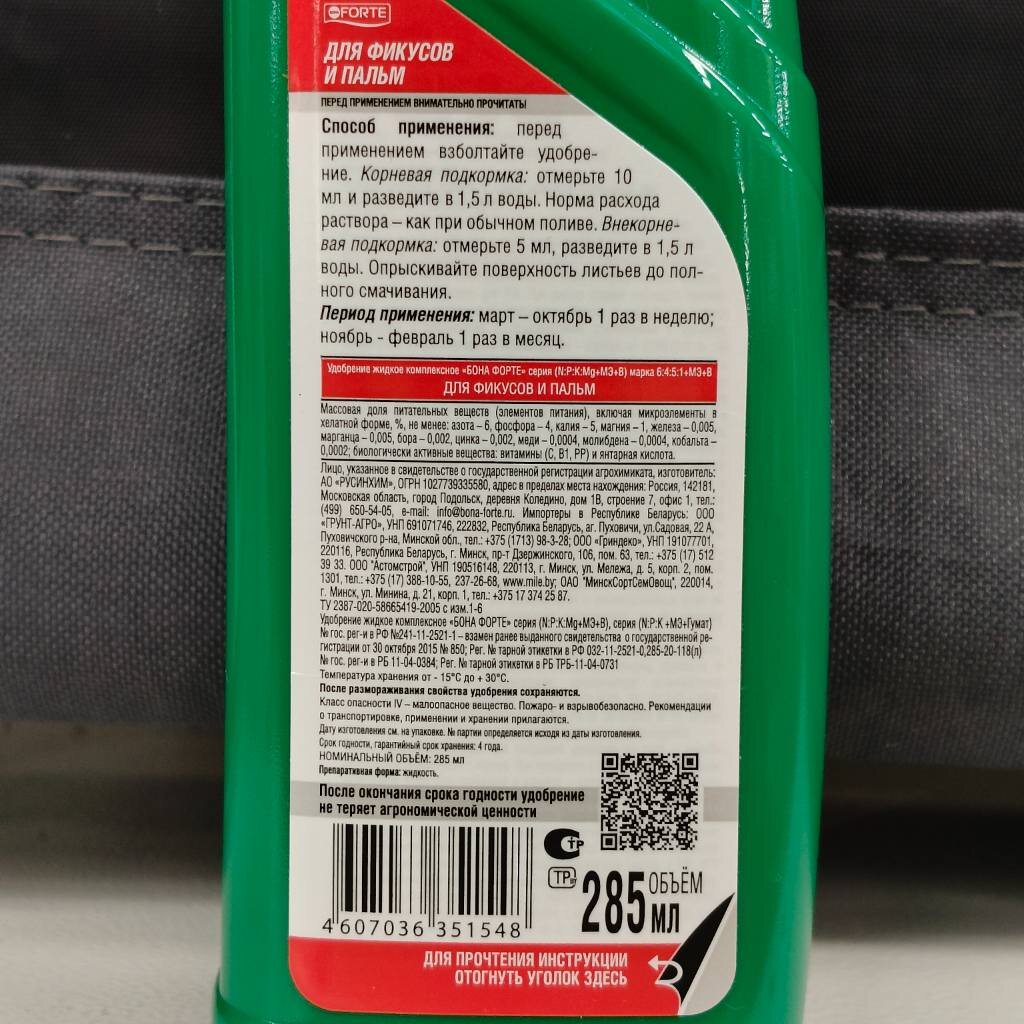 FORTE
ДЛЯ ФИКУСОВ
И ПАЛЬМ
ПЕРЕД ПРИМЕНЕНИЕМ ВНИМАТЕЛЬНО ПРОЧИТАТЬ!
Способ применения: перед
применением взболтайте удобре-
ние. Корневая подкормка: отмерьте 10
мл и разведите в 1,5 л воды. Норма расхода
раствора – как при обычном поливе. Внекорне-
вая подкормка: отмерьте 5 мл, разведите в 1,5 л
воды. Опрыскивайте поверхность листьев до пол-
ного смачивания.
Период применения: март – октябрь 1 раз в неделю;
ноябрь - февраль 1 раз в месяц.
Удобрение жидкое комплексное «БОНА ФОРТЕ» серия (N:P:K:Mg+МЭ+В) марка 6:4:5:1+МЭ+В
ДЛЯ ФИКУСОВ И ПАЛЬМ
Массовая доля питательных веществ (элементов питания), включая микроэлементы в
хелатной форме, %, не менее: азота – 6, фосфора – 4, калия – 5, магния – 1, железа – 0,005,
марганца – 0,005, бора – 0,002, цинка – 0,002, меди – 0,0004, молибдена – 0,0004, кобальта –
0,0002; биологически активные вещества: витамины (С, В1, РР) и янтарная кислота.
Лицо, указанное в свидетельстве о государственной регистрации агрохимиката, изготовитель:
АО «РУСИНХИМ», ОГРН 1027739335580, адрес в пределах места нахождения: Россия, 142181,
Московская область, город Подольск, деревня Коледино, дом 1В, строение 7, офис 1, тел.:
(499) 650-54-05, e-mail: info@bona-forte.ru. Импортеры в Республике Беларусь: ООО
«ГРУНТ-АГРО», УНП 691071746, 222832, Республика Беларусь, аг. Пуховичи, ул.Садовая, 22 А,
Пуховичского р-на, Минской обл., тел.: +375 (1713) 98-3-28; ООО «Гриндеко», УНП 191077701,
220116, Республика Беларусь, г. Минск, пр-т Дзержинского, 106, пом. 63, тел.: +375 (17) 512
39 33. ООО "Астомстрой", УНП 190516148, 220113, г. Минск, ул. Мележа, д. 5, корп. 2, пом.
1301, тел.: +375 (17) 388-10-55, 237-26-68, www.mile.by; ОАО "МинскСортСемОвощ", 220014,
г. Минск, ул. Минина, д. 21, корп. 1, тел.: +375 17 374 25 87.
ТУ 2387-020-58665419-2005 с изм.1-6
Удобрение жидкое комплексное «БОНА ФОРТЕ» серия (N:P:K:Mg+МЭ+В), серия (N:P:K +МЭ+Гумат)
№ гос. рег-и в РФ №241-11-2521-1 – взамен ранее выданного свидетельства о государственной ре-
гистрации от 30 октября 2015 № 850; Рег. № тарной этикетки в РФ 032-11-2521-0,285-20-118(л)
№ гос. рег-и в РБ 11-04-0384; Рег. № тарной этикетки в РБ ТРБ-11-04-0731
Температура хранения от - 15°С до + 30°С.
После размораживания свойства удобрения сохраняются.
Класс опасности IV – малоопасное вещество. Пожаро- и взрывобезопасно. Рекомендации
о транспортировке, применении и хранении прилагаются.
Дату изготовления см. на упаковке. № партии определяется исходя из даты изготовления.
Срок годности, гарантийный срок хранения: 4 года.
НОМИНАЛЬНЫЙ ОБЪЁМ: 285 мл
Препаративная форма: жидкость.
После окончания срока годности удобрение
не теряет агрономической ценности
ТР
ТР BY
285 ОБЪЁМ
МЛ
4 607036 351548
ДЛЯ ПРОЧТЕНИЯ ИНСТРУКЦИИ
ОТОГНУТЬ УГОЛОК ЗДЕСЬ